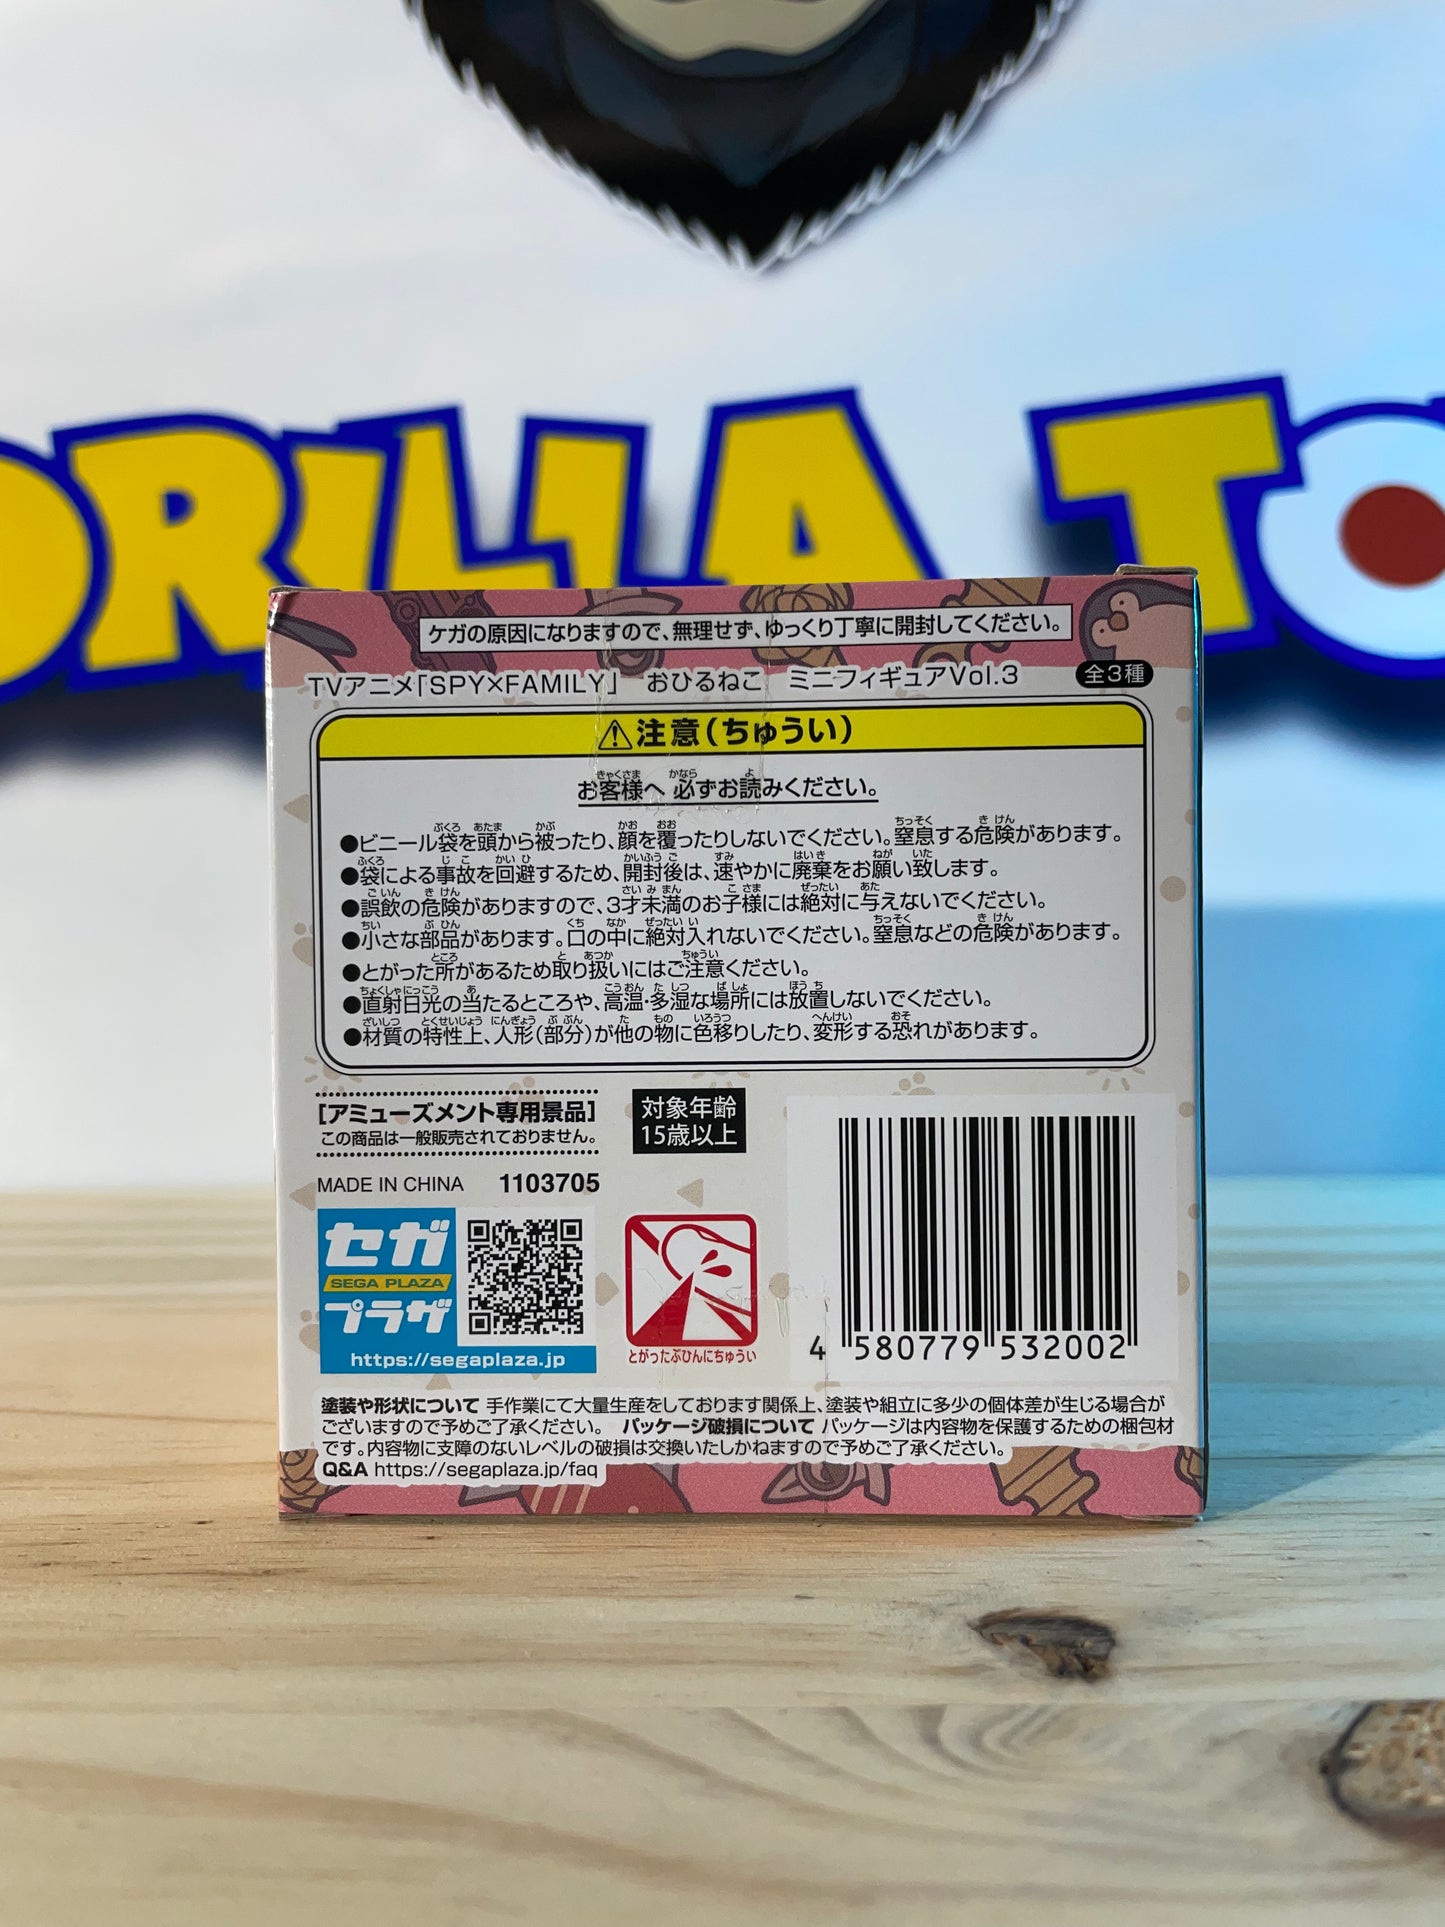 ORILLA TO
ケガの原因になりますので、無理せず、ゆっくり丁寧に開封してください。
TVアニメ「SPY×FAMILY」 おひるねこ ミニフィギュアVol.3 全3種
⚠注意(ちゅうい)
お客様へ 必ずお読みください。
●ビニール袋を頭から被ったり、顔を覆ったりしないでください。窒息する危険があります。
●袋による事故を回避するため、開封後は、速やかに廃棄をお願い致します。
●誤飲の危険がありますので、3才未満のお子様には絶対に与えないでください。
●小さな部品があります。口の中に絶対入れないでください。窒息などの危険があります。
●とがった所があるため取り扱いにはご注意ください。
●直射日光の当たるところや、高温・多湿な場所には放置しないでください。
●材質の特性上、人形(部分)が他の物に色移りしたり、変形する恐れがあります。
[アミューズメント専用景品]
この商品は一般販売されておりません。
対象年齢
15歳以上
MADE IN CHINA 1103705
セガ
SEGA PLAZA
プラザ
https://segaplaza.jp
とがったぶひんにちゅうい
4 580779 532002
塗装や形状について 手作業にて大量生産をしております関係上、塗装や組立に多少の個体差が生じる場合が
ございますので予めご了承ください。 パッケージ破損について パッケージは内容物を保護するための梱包材
です。内容物に支障のないレベルの破損は交換いたしかねますので予めご了承ください。
Q&A https://segaplaza.jp/faq